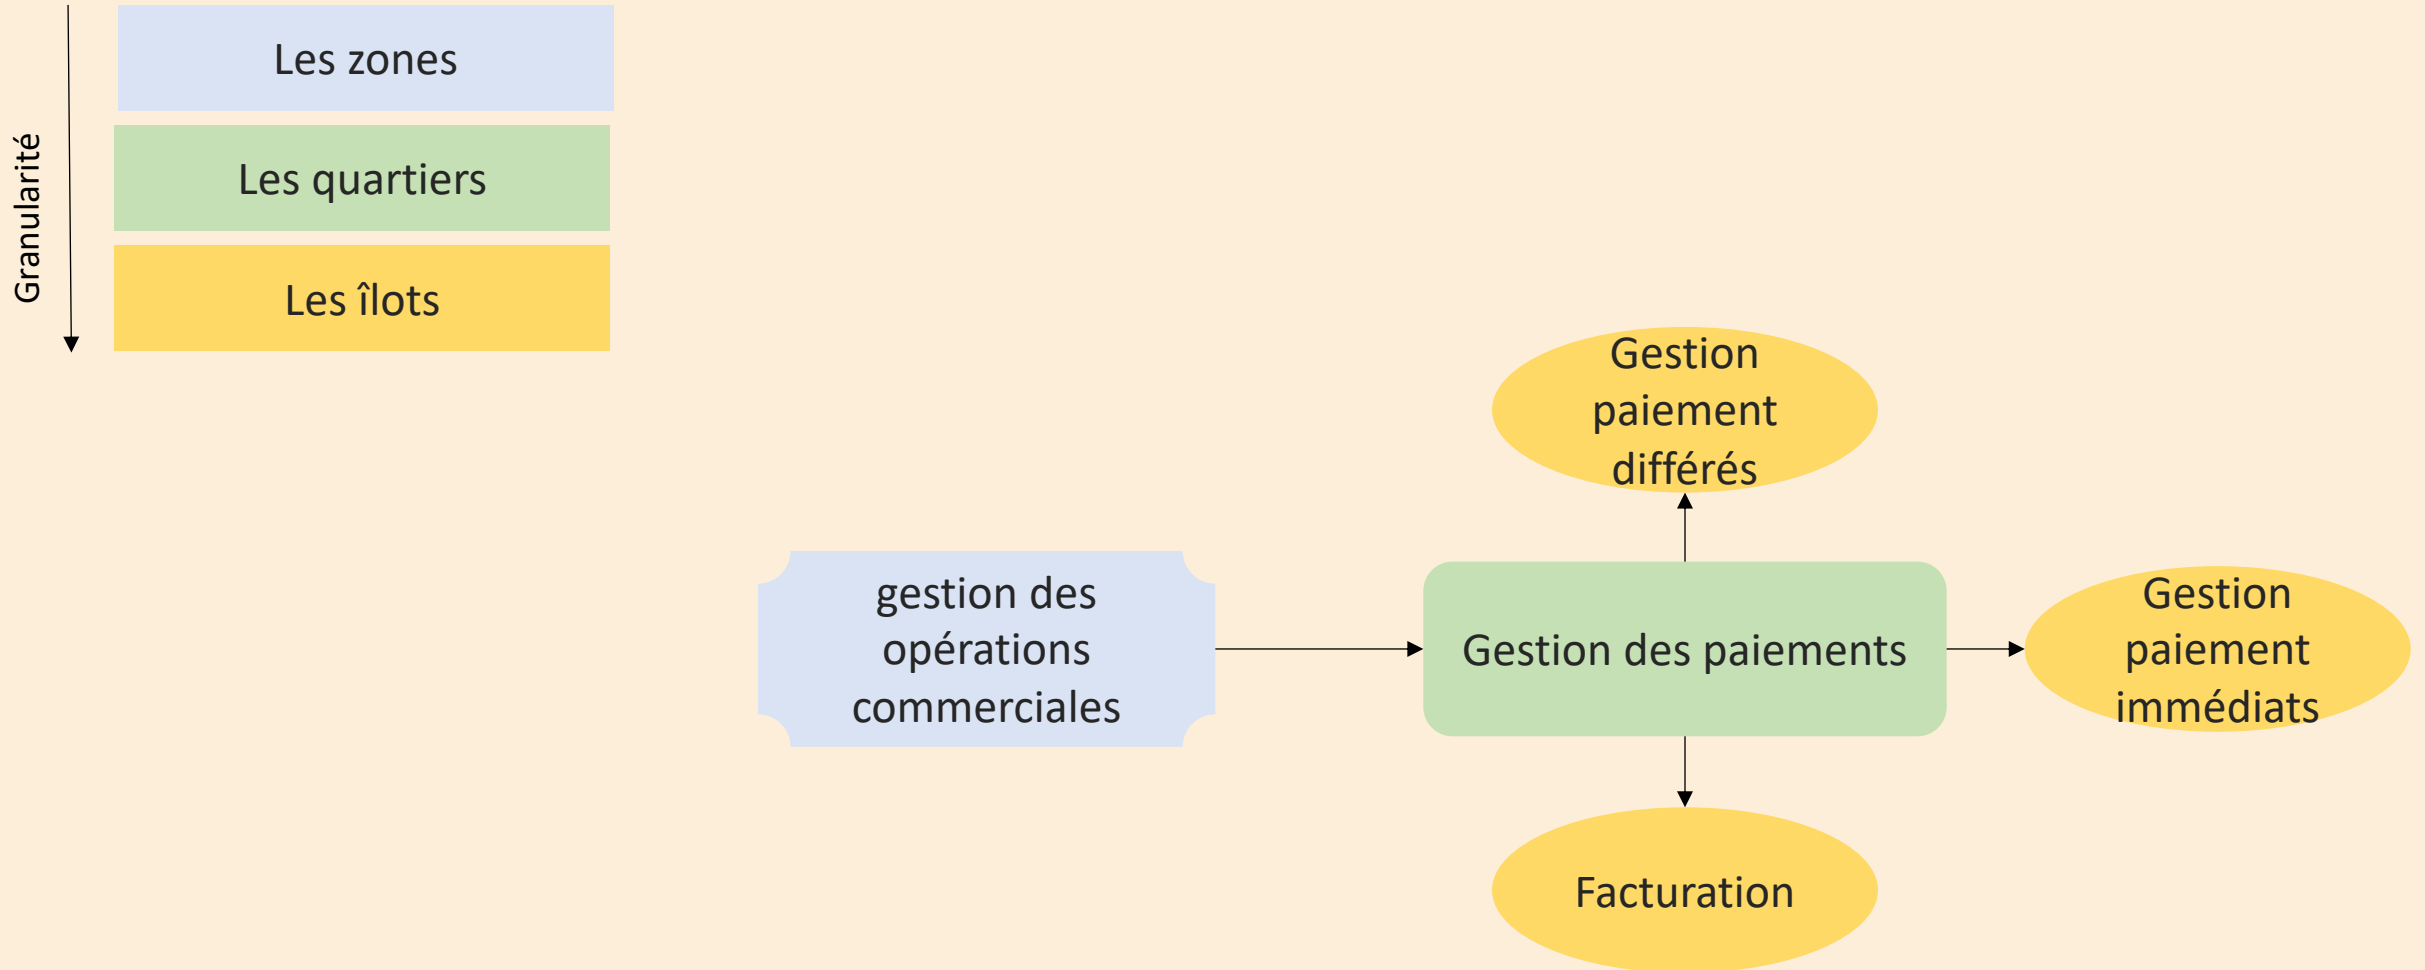 Les zones
Granularité
Les quartiers
Les îlots
Gestion
paiement
différés
gestion des
opérations
commerciales
Gestion des paiements
Gestion
paiement
immédiats
Facturation